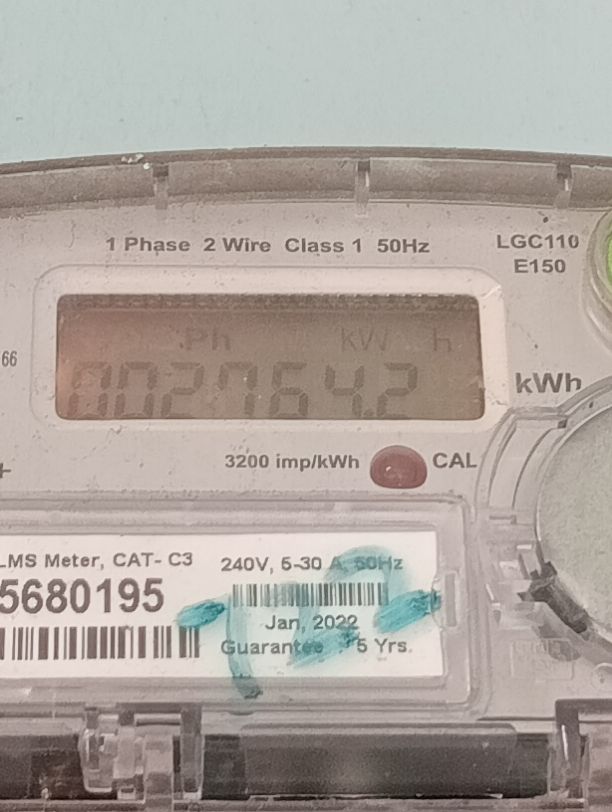 1 Phase 2 Wire Class 1 50Hz
LGC110
E150
Ph kW h
66
002764.2
kWh
3200 imp/kWh
CAL
+
LMS Meter, CAT- C3
240V, 5-30 A, 50Hz
5680195
Jan, 2022
Guarantee 5 Yrs.